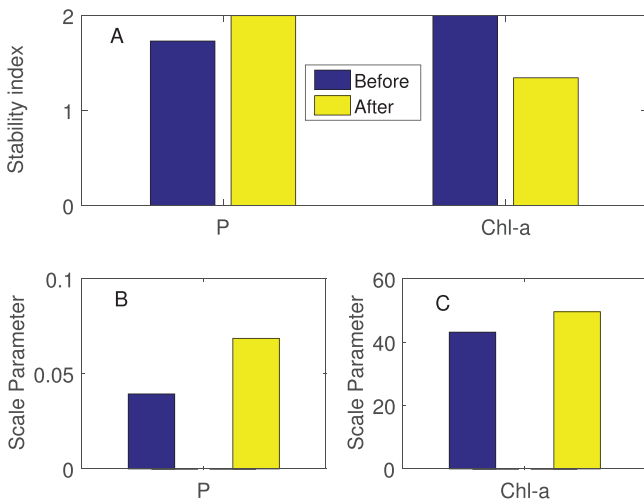 2
A
Before
After
Stability index
1
0
P
Chl-a
0.1
B
Scale Parameter
0.05
0
P
60
C
Scale Parameter
40
20
0
Chl-a